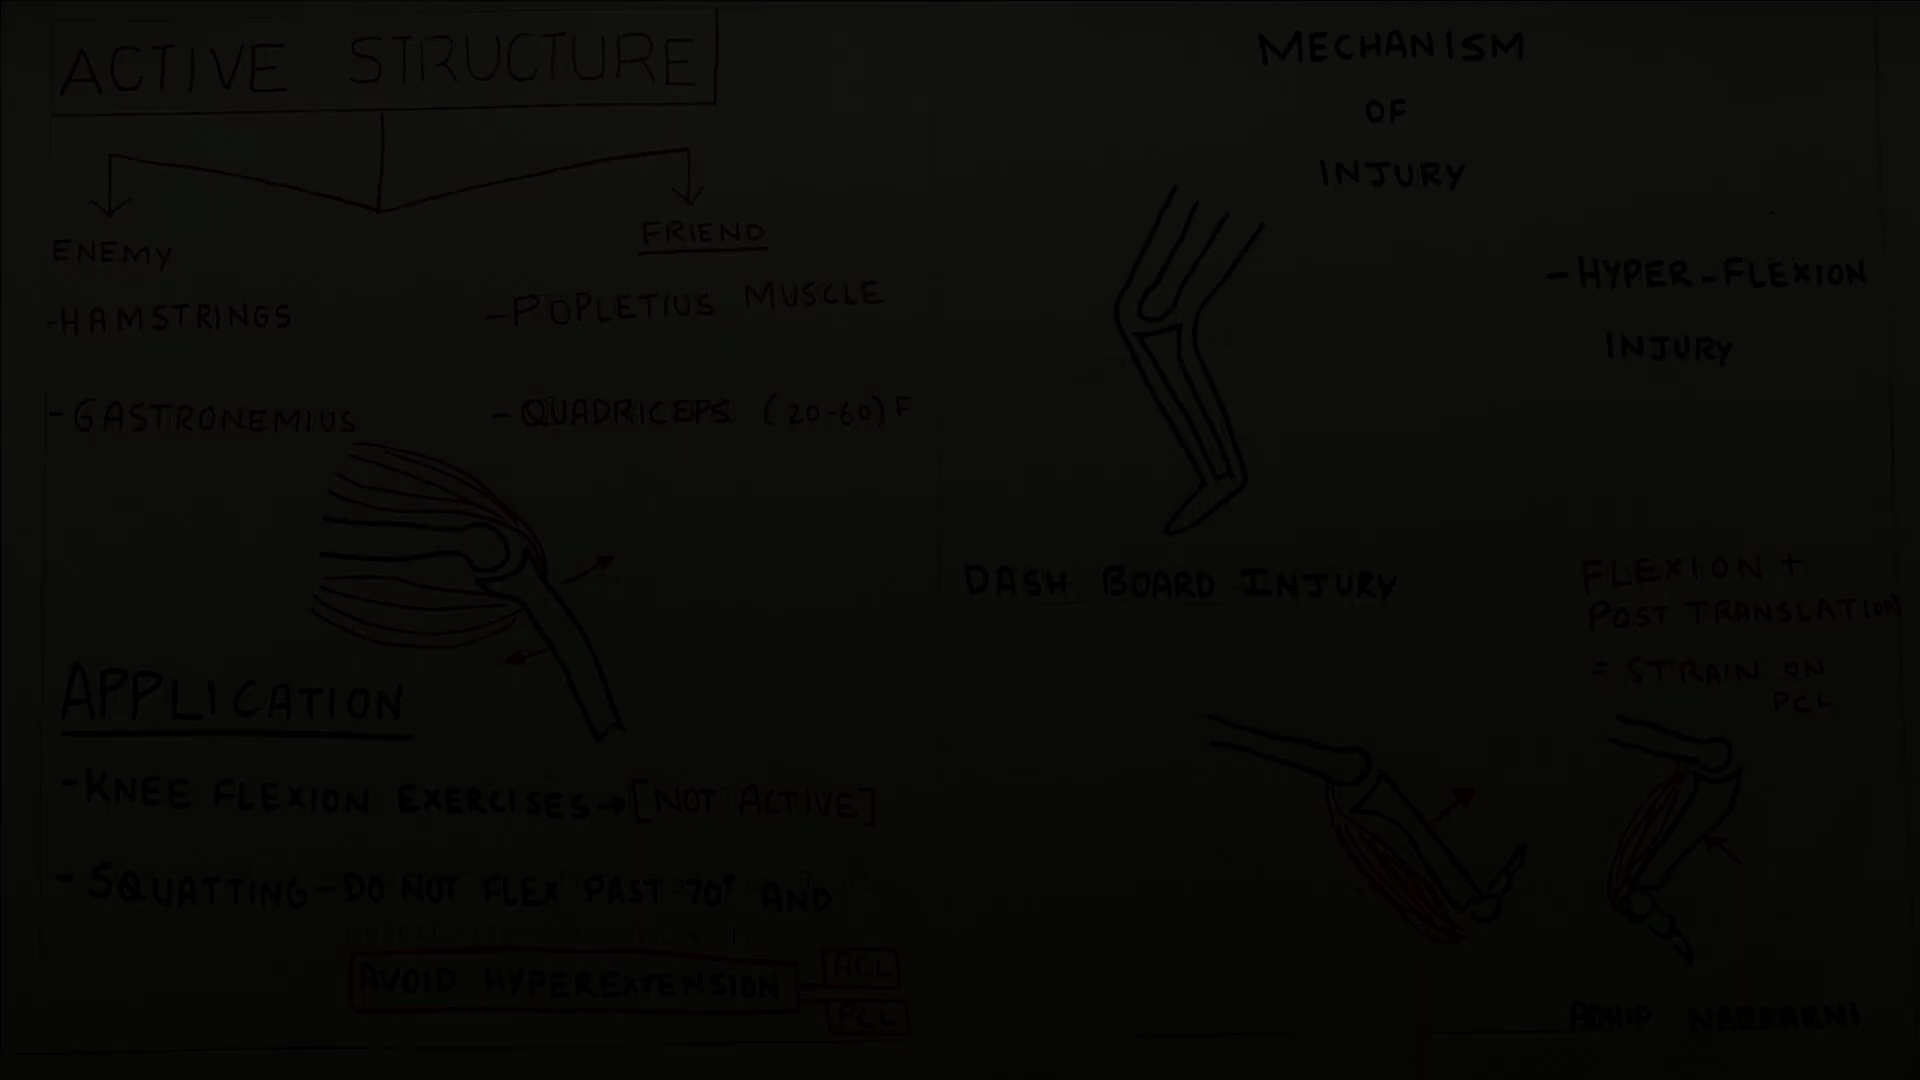 ACTIVE STRUCTURE
ENEMY
FRIEND
-HAMSTRINGS
-POPLETIUS MUSCLE
-GASTRONEMIUS
- QUADRICEPS (20-60) F
APPLICATION
-KNEE FLEXION EXERCISES→[NOT ACTIVE]
- SQUATTING-DO NOT FLEX PAST 70° AND
AVOID HYPEREXTENSION
ACL
PCL
MECHANISM
OF
INJURY
-HYPER-FLEXION
INJURY
DASH BOARD INJURY
FLEXION +
POST TRANSLATION
= STRAIN ON
PCL